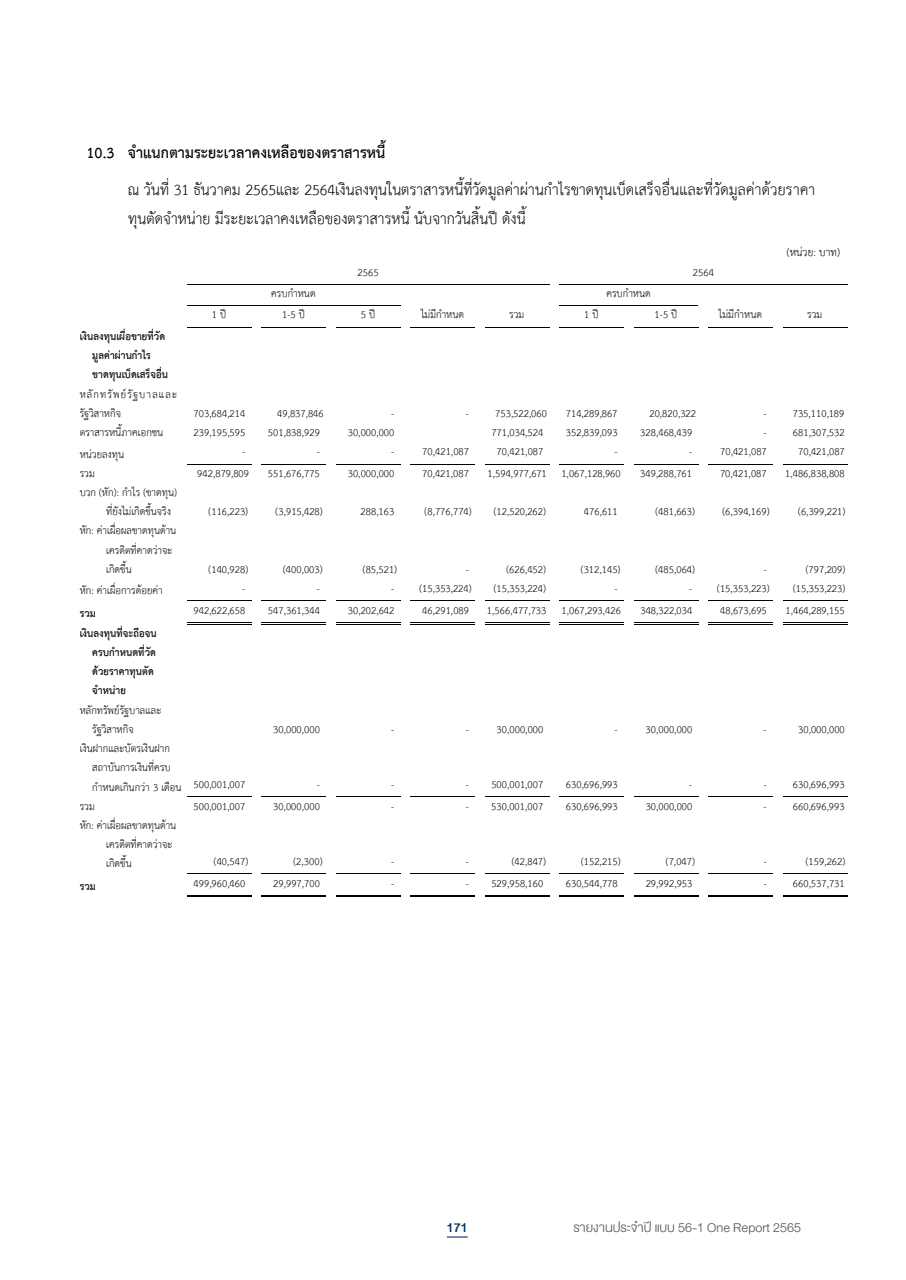 10.3 จำแนกตามระยะเวลาคงเหลือของตราสารหนี้
ณ วันที่ 31 ธันวาคม 2565และ 2564เงินลงทุนในตราสารหนี้ที่วัดมูลค่าผ่านกำไรขาดทุนเบ็ดเสร็จอื่นและที่วัดมูลค่าด้วยราคา
ทุนตัดจำหน่าย มีระยะเวลาคงเหลือของตราสารหนี้ นับจากวันสิ้นปี ดังนี้
(หน่วย: บาท)
2565 2564
ครบกำหนด ครบกำหนด
1 ปี 1-5 ปี 5 ปี ไม่มีกำหนด รวม 1 ปี 1-5 ปี ไม่มีกำหนด รวม
เงินลงทุนเผื่อขายที่วัด
มูลค่าผ่านกำไร
ขาดทุนเบ็ดเสร็จอื่น
หลักทรัพย์รัฐบาลและ
รัฐวิสาหกิจ 703,684,214 49,837,846 - - 753,522,060 714,289,867 20,820,322 - 735,110,189
ตราสารหนี้ภาคเอกชน 239,195,595 501,838,929 30,000,000 771,034,524 352,839,093 328,468,439 - 681,307,532
หน่วยลงทุน - - - 70,421,087 70,421,087 - - 70,421,087 70,421,087
รวม 942,879,809 551,676,775 30,000,000 70,421,087 1,594,977,671 1,067,128,960 349,288,761 70,421,087 1,486,838,808
บวก (หัก): กำไร (ขาดทุน)
ที่ยังไม่เกิดขึ้นจริง (116,223) (3,915,428) 288,163 (8,776,774) (12,520,262) 476,611 (481,663) (6,394,169) (6,399,221)
หัก: ค่าเผื่อผลขาดทุนด้าน
เครดิตที่คาดว่าจะ
เกิดขึ้น (140,928) (400,003) (85,521) - (626,452) (312,145) (485,064) - (797,209)
หัก: ค่าเผื่อการด้อยค่า - - - (15,353,224) (15,353,224) - - (15,353,223) (15,353,223)
รวม 942,622,658 547,361,344 30,202,642 46,291,089 1,566,477,733 1,067,293,426 348,322,034 48,673,695 1,464,289,155
เงินลงทุนที่จะถือจน
ครบกำหนดที่วัด
ด้วยราคาทุนตัด
จำหน่าย
หลักทรัพย์รัฐบาลและ
รัฐวิสาหกิจ 30,000,000 - - 30,000,000 - 30,000,000 - 30,000,000
เงินฝากและบัตรเงินฝาก
สถาบันการเงินที่ครบ
กำหนดเกินกว่า 3 เดือน 500,001,007 - - - 500,001,007 630,696,993 - - 630,696,993
รวม 500,001,007 30,000,000 - - 530,001,007 630,696,993 30,000,000 - 660,696,993
หัก: ค่าเผื่อผลขาดทุนด้าน
เครดิตที่คาดว่าจะ
เกิดขึ้น (40,547) (2,300) - - (42,847) (152,215) (7,047) - (159,262)
รวม 499,960,460 29,997,700 - - 529,958,160 630,544,778 29,992,953 - 660,537,731
171 รายงานประจำปี แบบ 56-1 One Report 2565